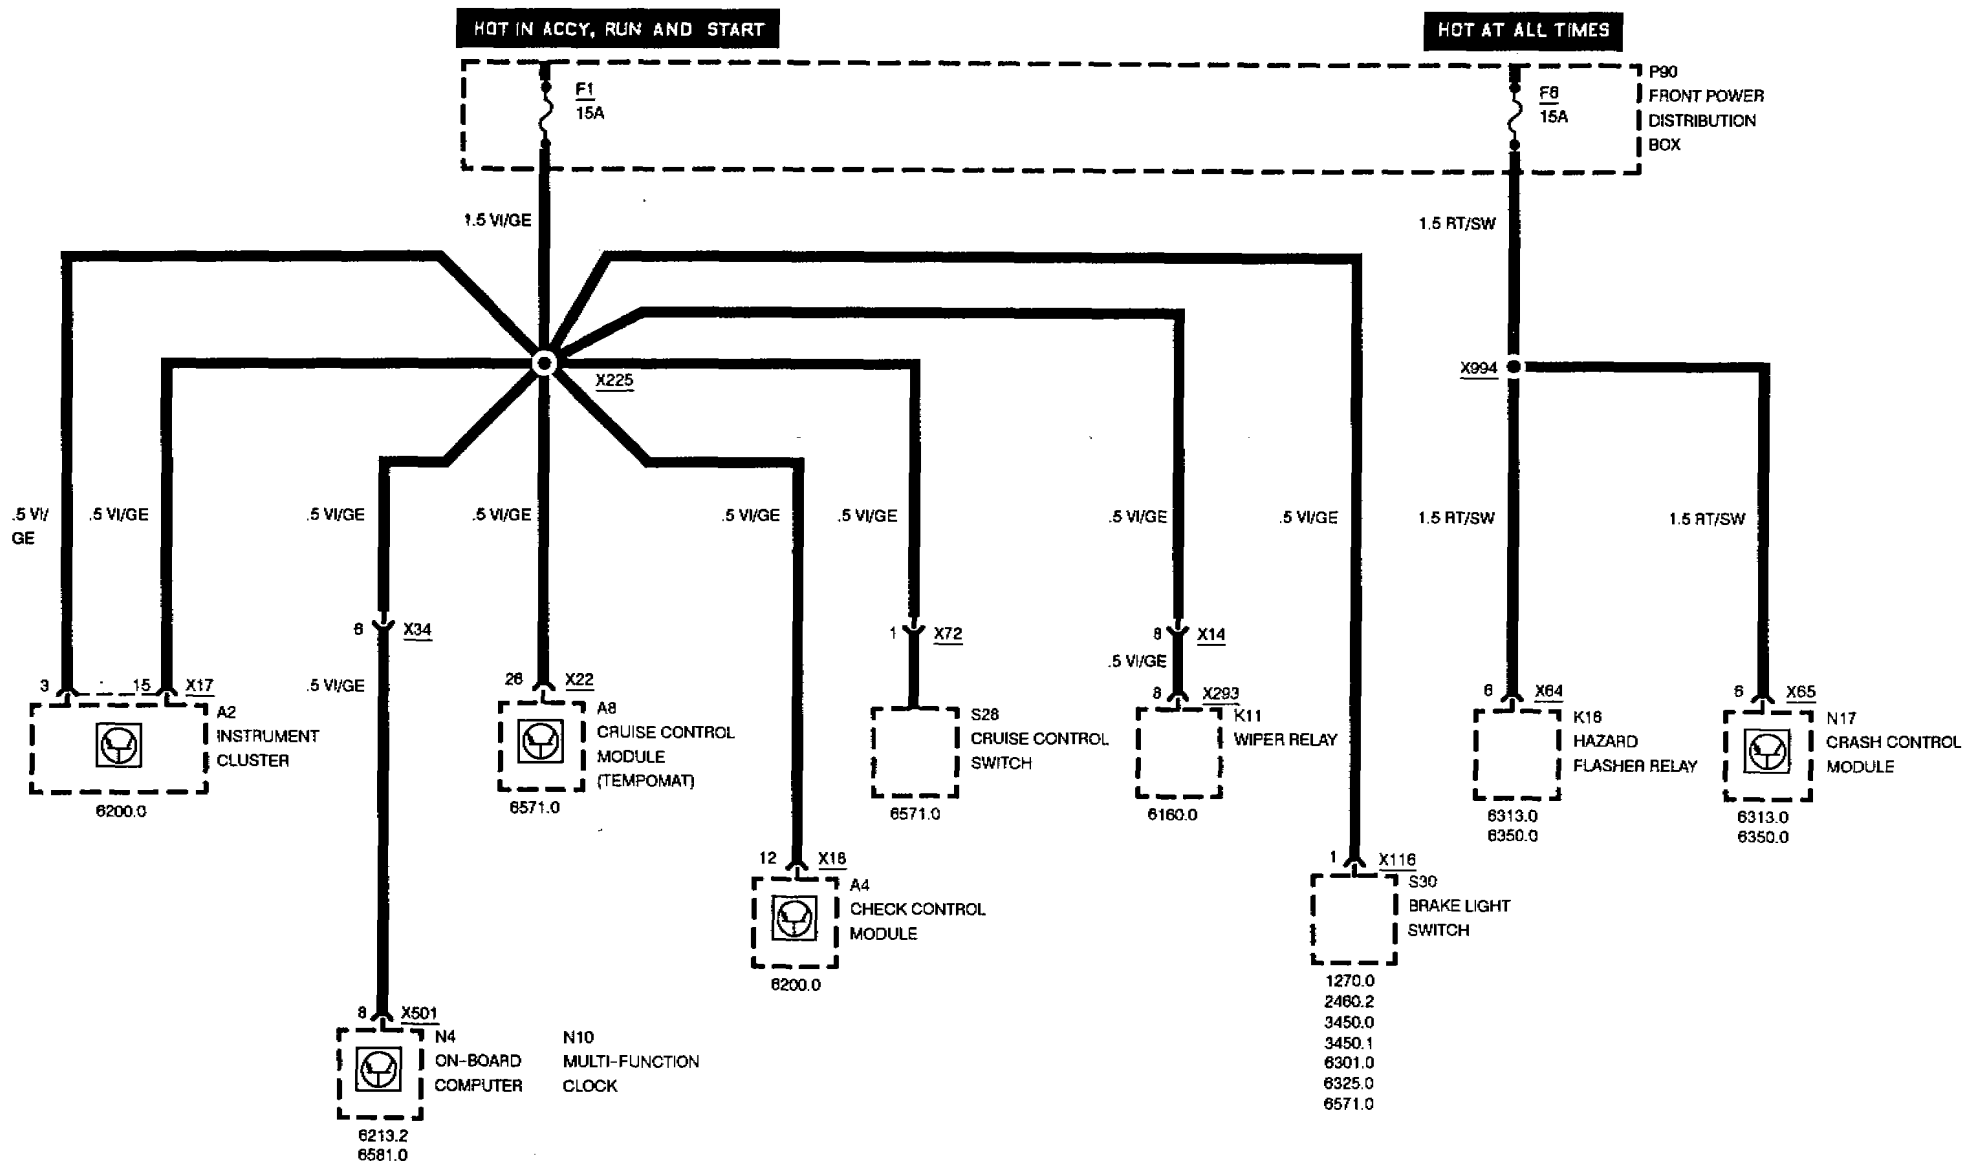 HOT IN ACCY, RUN AND START
HOT AT ALL TIMES
F1
15A
F6
15A
P90
FRONT POWER
DISTRIBUTION
BOX
1.5 VI/GE
1.5 RT/SW
X225
X994
.5 VI/
GE
.5 VI/GE
.5 VI/GE
.5 VI/GE
.5 VI/GE
.5 VI/GE
.5 VI/GE
.5 VI/GE
1.5 RT/SW
1.5 RT/SW
6 X34
1 X72
8 X14
.5 VI/GE
.5 VI/GE
3 15 X17
26 X22
8 X293
6 X64
6 X65
A2
INSTRUMENT
CLUSTER
6200.0
A8
CRUISE CONTROL
MODULE
(TEMPOMAT)
6571.0
S28
CRUISE CONTROL
SWITCH
6571.0
K11
WIPER RELAY
6160.0
K16
HAZARD
FLASHER RELAY
6313.0
6350.0
N17
CRASH CONTROL
MODULE
6313.0
6350.0
12 X16
A4
CHECK CONTROL
MODULE
6200.0
1 X116
S30
BRAKE LIGHT
SWITCH
1270.0
2460.2
3450.0
3450.1
6301.0
6325.0
6571.0
8 X501
N4
ON-BOARD
COMPUTER
N10
MULTI-FUNCTION
CLOCK
6213.2
6581.0